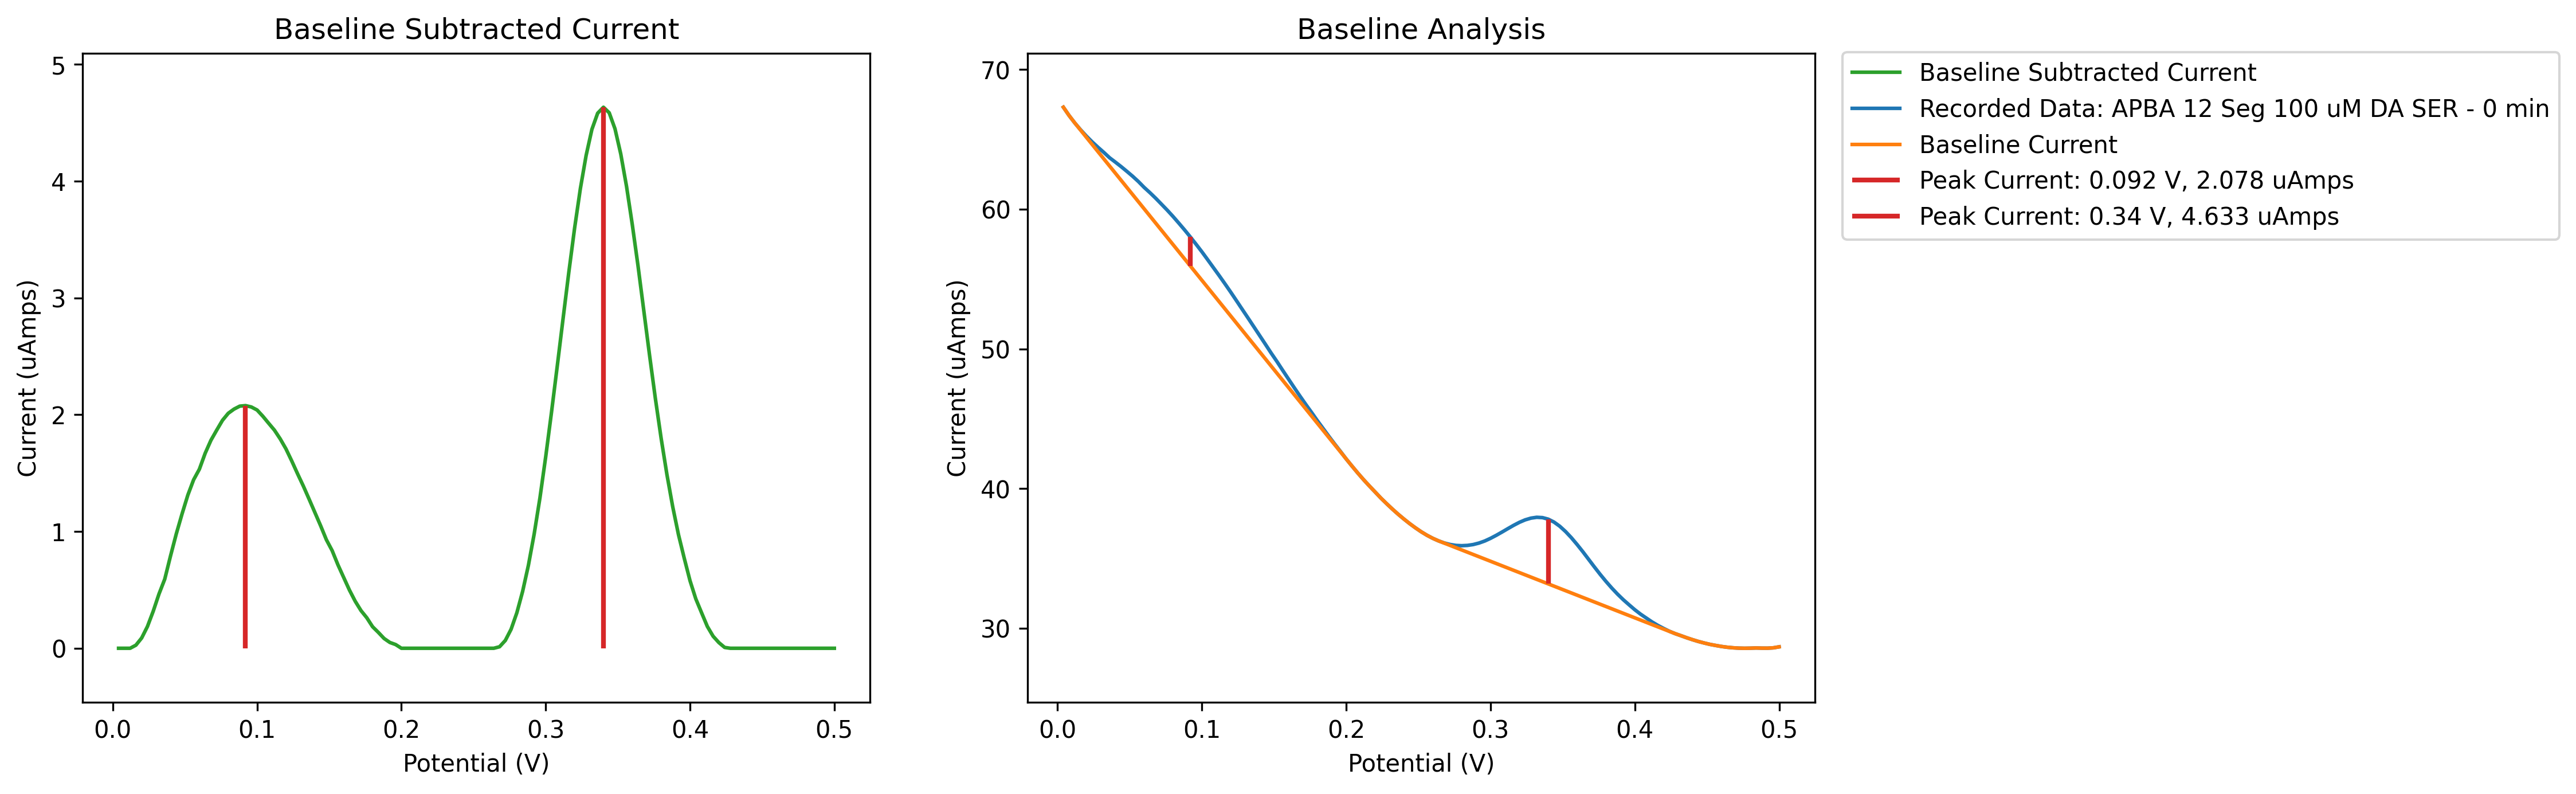 Baseline Subtracted Current
5
4
3
2
1
0
Current (uAmps)
0.0 0.1 0.2 0.3 0.4 0.5
Potential (V)
Baseline Analysis
70
60
50
40
30
Current (uAmps)
0.0 0.1 0.2 0.3 0.4 0.5
Potential (V)
Baseline Subtracted Current
Recorded Data: APBA 12 Seg 100 uM DA SER - 0 min
Baseline Current
Peak Current: 0.092 V, 2.078 uAmps
Peak Current: 0.34 V, 4.633 uAmps